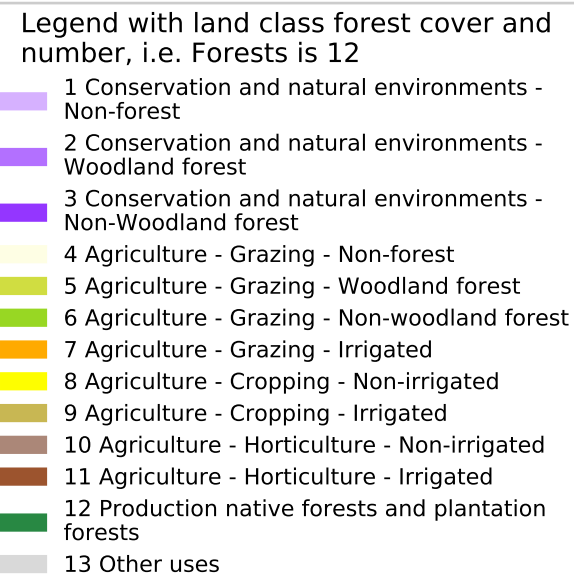 Legend with land class forest cover and
number, i.e. Forests is 12
1 Conservation and natural environments -
Non-forest
2 Conservation and natural environments -
Woodland forest
3 Conservation and natural environments -
Non-Woodland forest
4 Agriculture - Grazing - Non-forest
5 Agriculture - Grazing - Woodland forest
6 Agriculture - Grazing - Non-woodland forest
7 Agriculture - Grazing - Irrigated
8 Agriculture - Cropping - Non-irrigated
9 Agriculture - Cropping - Irrigated
10 Agriculture - Horticulture - Non-irrigated
11 Agriculture - Horticulture - Irrigated
12 Production native forests and plantation
forests
13 Other uses